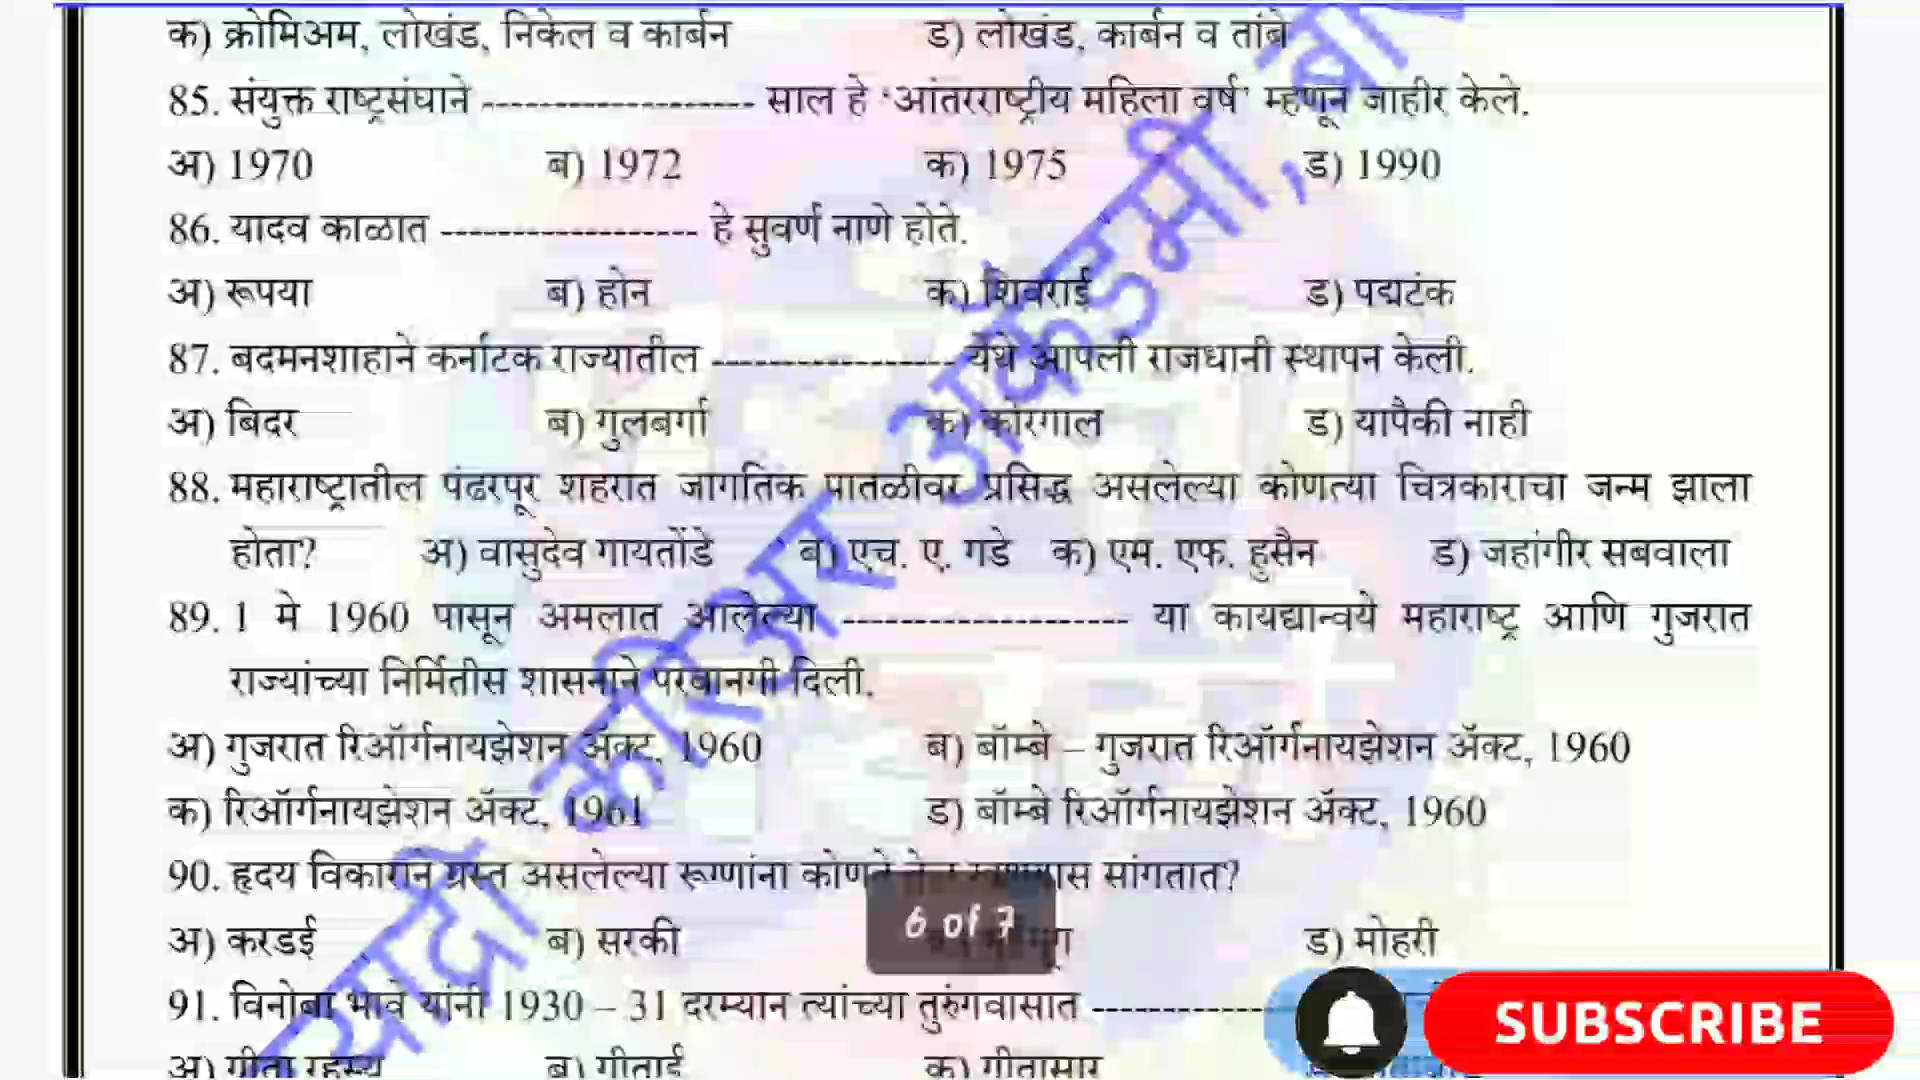 क) क्रोमिअम, लोखंड, निकेल व कार्बन ड) लोखंड, कार्बन व तांबे
85. संयुक्त राष्ट्रसंघाने ------------------- साल हे 'आंतरराष्ट्रीय महिला वर्ष' म्हणून जाहीर केले.
अ) 1970 ब) 1972 क) 1975 ड) 1990
86. यादव काळात ------------------ हे सुवर्ण नाणे होते.
अ) रूपया ब) होन क) शिवराई ड) पद्मटंक
87. बदमनशाहाने कर्नाटक राज्यातील ----------------- येथे आपली राजधानी स्थापन केली.
अ) बिदर ब) गुलबर्गा क) कोरगाल ड) यापैकी नाही
88. महाराष्ट्रातील पंढरपूर शहरात जागतिक पातळीवर प्रसिद्ध असलेल्या कोणत्या चित्रकाराचा जन्म झाला
होता? अ) वासुदेव गायतोंडे ब) एच. ए. गडे क) एम. एफ. हुसैन ड) जहांगीर सबवाला
89. 1 मे 1960 पासून अमलात आलेल्या -------------------- या कायद्यान्वये महाराष्ट्र आणि गुजरात
राज्यांच्या निर्मितीस शासनाने परवानगी दिली.
अ) गुजरात रिऑर्गनायझेशन ॲक्ट, 1960 ब) बॉम्बे – गुजरात रिऑर्गनायझेशन ॲक्ट, 1960
क) रिऑर्गनायझेशन ॲक्ट, 1961 ड) बॉम्बे रिऑर्गनायझेशन ॲक्ट, 1960
90. हृदय विकाराने ग्रस्त असलेल्या रूग्णांना कोणते सांगतात?
अ) करडई ब) सरकी ड) मोहरी
6 of 7
91. विनोबा भावे यांनी 1930 – 31 दरम्यान त्यांच्या तुरुंगवासात ------------
अ) गीता रहस्य ब) गीताई क) गीतासार
SUBSCRIBE
करिअर अकॅडमी,